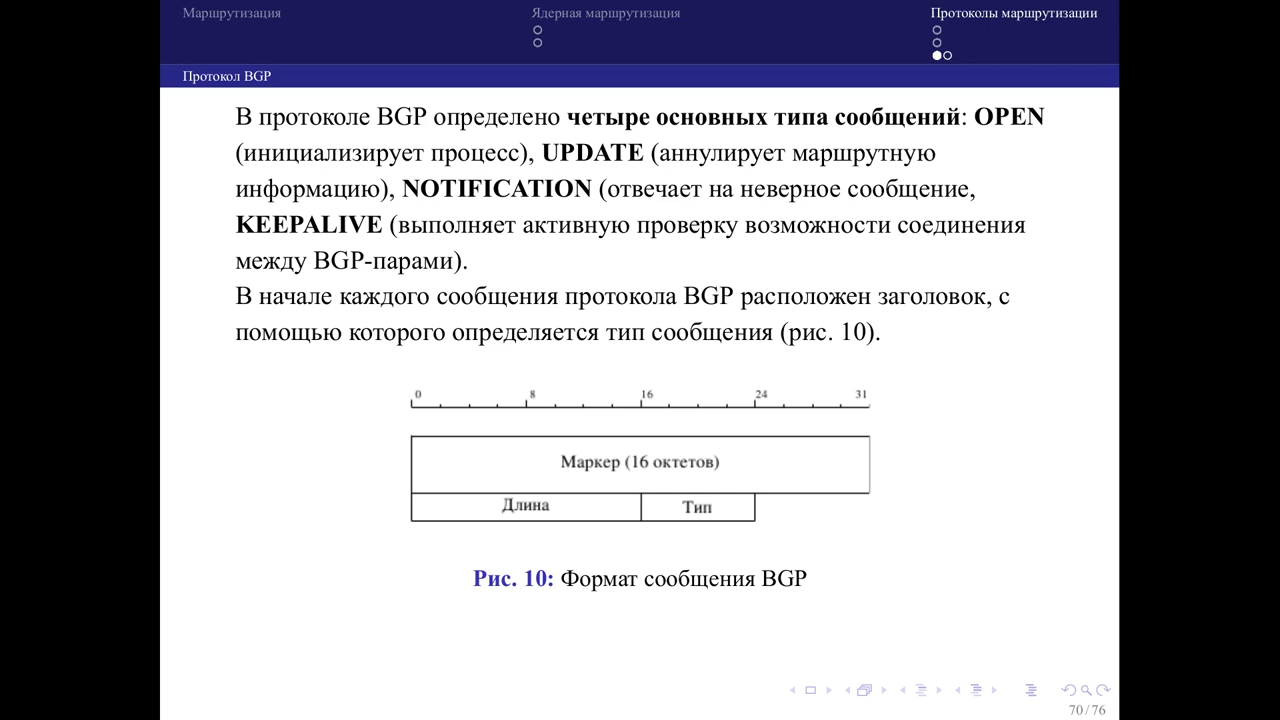 Маршрутизация
Ядерная маршрутизация
Протоколы маршрутизации
Протокол BGP
В протоколе BGP определено четыре основных типа сообщений: OPEN
(инициализирует процесс), UPDATE (аннулирует маршрутную
информацию), NOTIFICATION (отвечает на неверное сообщение,
KEEPALIVE (выполняет активную проверку возможности соединения
между BGP-парами).
В начале каждого сообщения протокола BGP расположен заголовок, с
помощью которого определяется тип сообщения (рис. 10).
0 8 16 24 31
Маркер (16 октетов)
Длина Тип
Рис. 10: Формат сообщения BGP
70 / 76